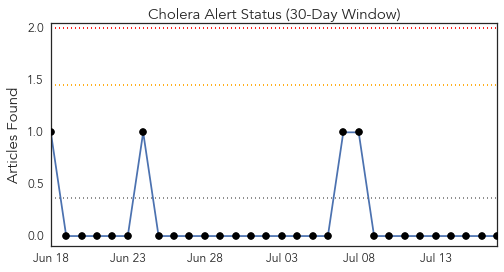 Cholera Alert Status (30-Day Window)
Articles Found
2.0
1.5
1.0
0.5
0.0
Jun 18 Jun 23 Jun 28 Jul 03 Jul 08 Jul 13